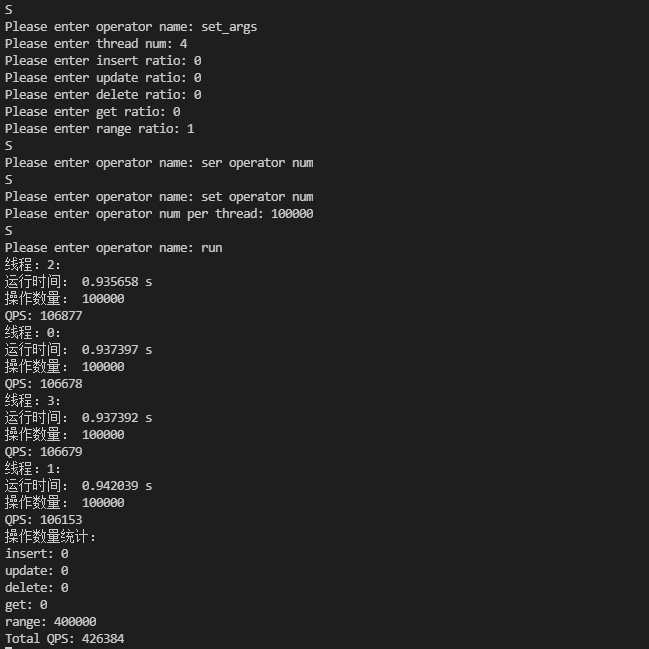 S
Please enter operator name: set_args
Please enter thread num: 4
Please enter insert ratio: 0
Please enter update ratio: 0
Please enter delete ratio: 0
Please enter get ratio: 0
Please enter range ratio: 1
S
Please enter operator name: ser operator num
S
Please enter operator name: set operator num
Please enter operator num per thread: 100000
S
Please enter operator name: run
线程: 2:
运行时间: 0.935658 s
操作数量: 100000
QPS: 106877
线程: 0:
运行时间: 0.937397 s
操作数量: 100000
QPS: 106678
线程: 3:
运行时间: 0.937392 s
操作数量: 100000
QPS: 106679
线程: 1:
运行时间: 0.942039 s
操作数量: 100000
QPS: 106153
操作数量统计:
insert: 0
update: 0
delete: 0
get: 0
range: 400000
Total QPS: 426384